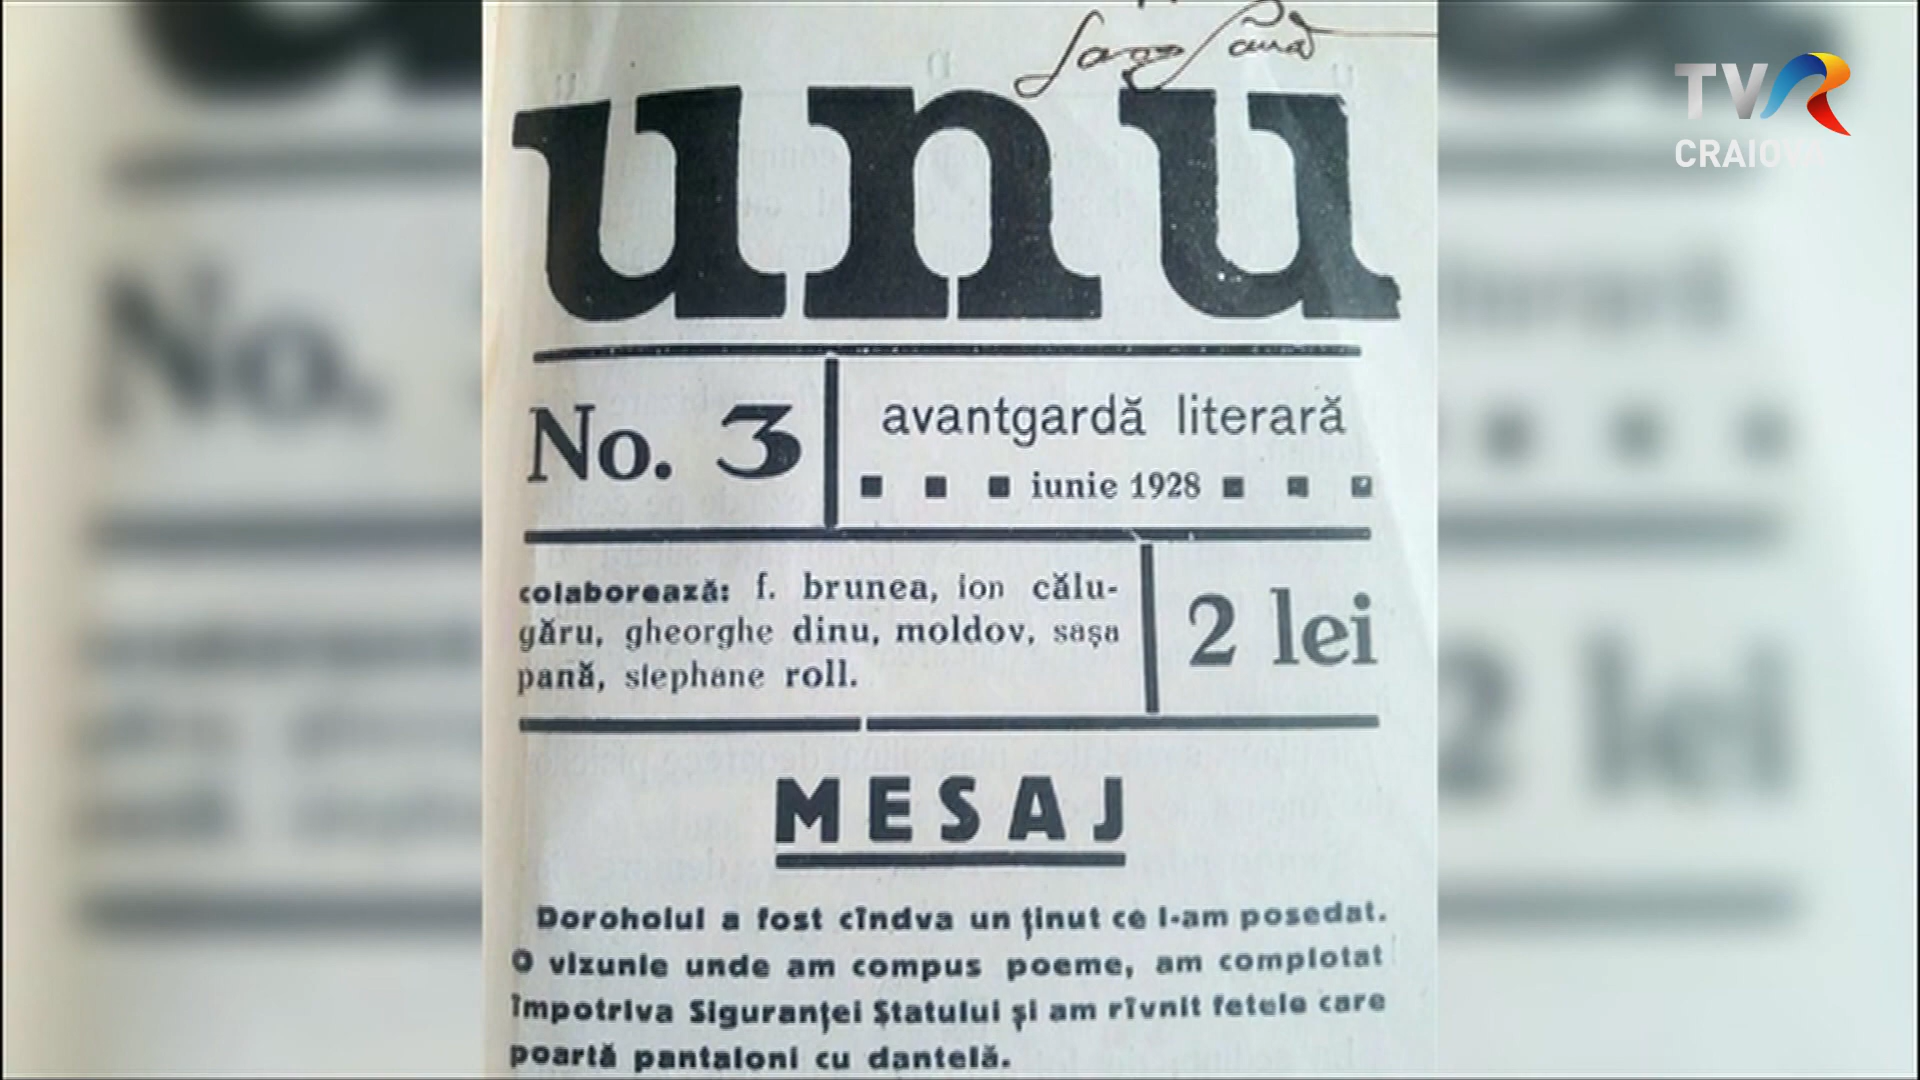 TVR
CRAIOVA
unu
No. 3
avantgardă literară
iunie 1928
colaborează: f. brunea, ion călu-
găru, gheorghe dinu, moldov, sașa
pană, stephane roll.
2 lei
MESAJ
Dorohoiul a fost cîndva un ținut ce l-am posedat.
O vizunie unde am compus poeme, am complotat
împotriva Siguranței Statului și am rîvnit fetele care
poartă pantaloni cu dantelă.